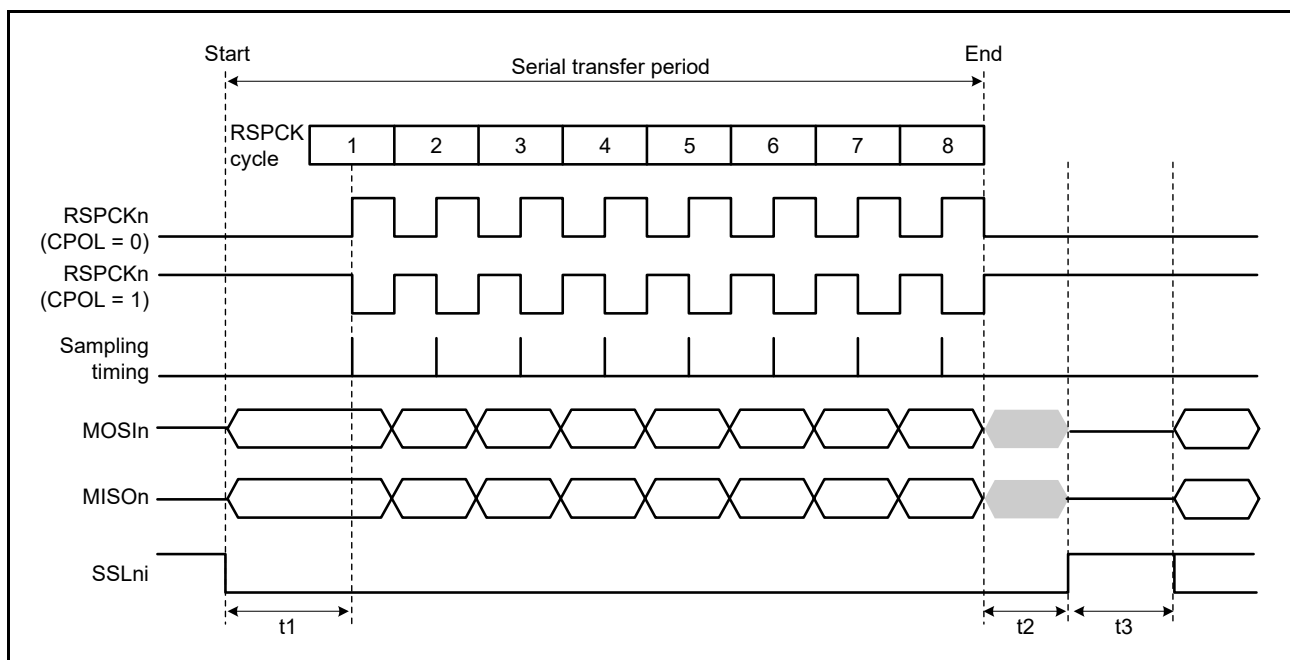 Start
End
Serial transfer period
RSPCK
cycle
1 2 3 4 5 6 7 8
RSPCKn
(CPOL = 0)
RSPCKn
(CPOL = 1)
Sampling
timing
MOSIn
MISOn
SSLni
t1
t2
t3